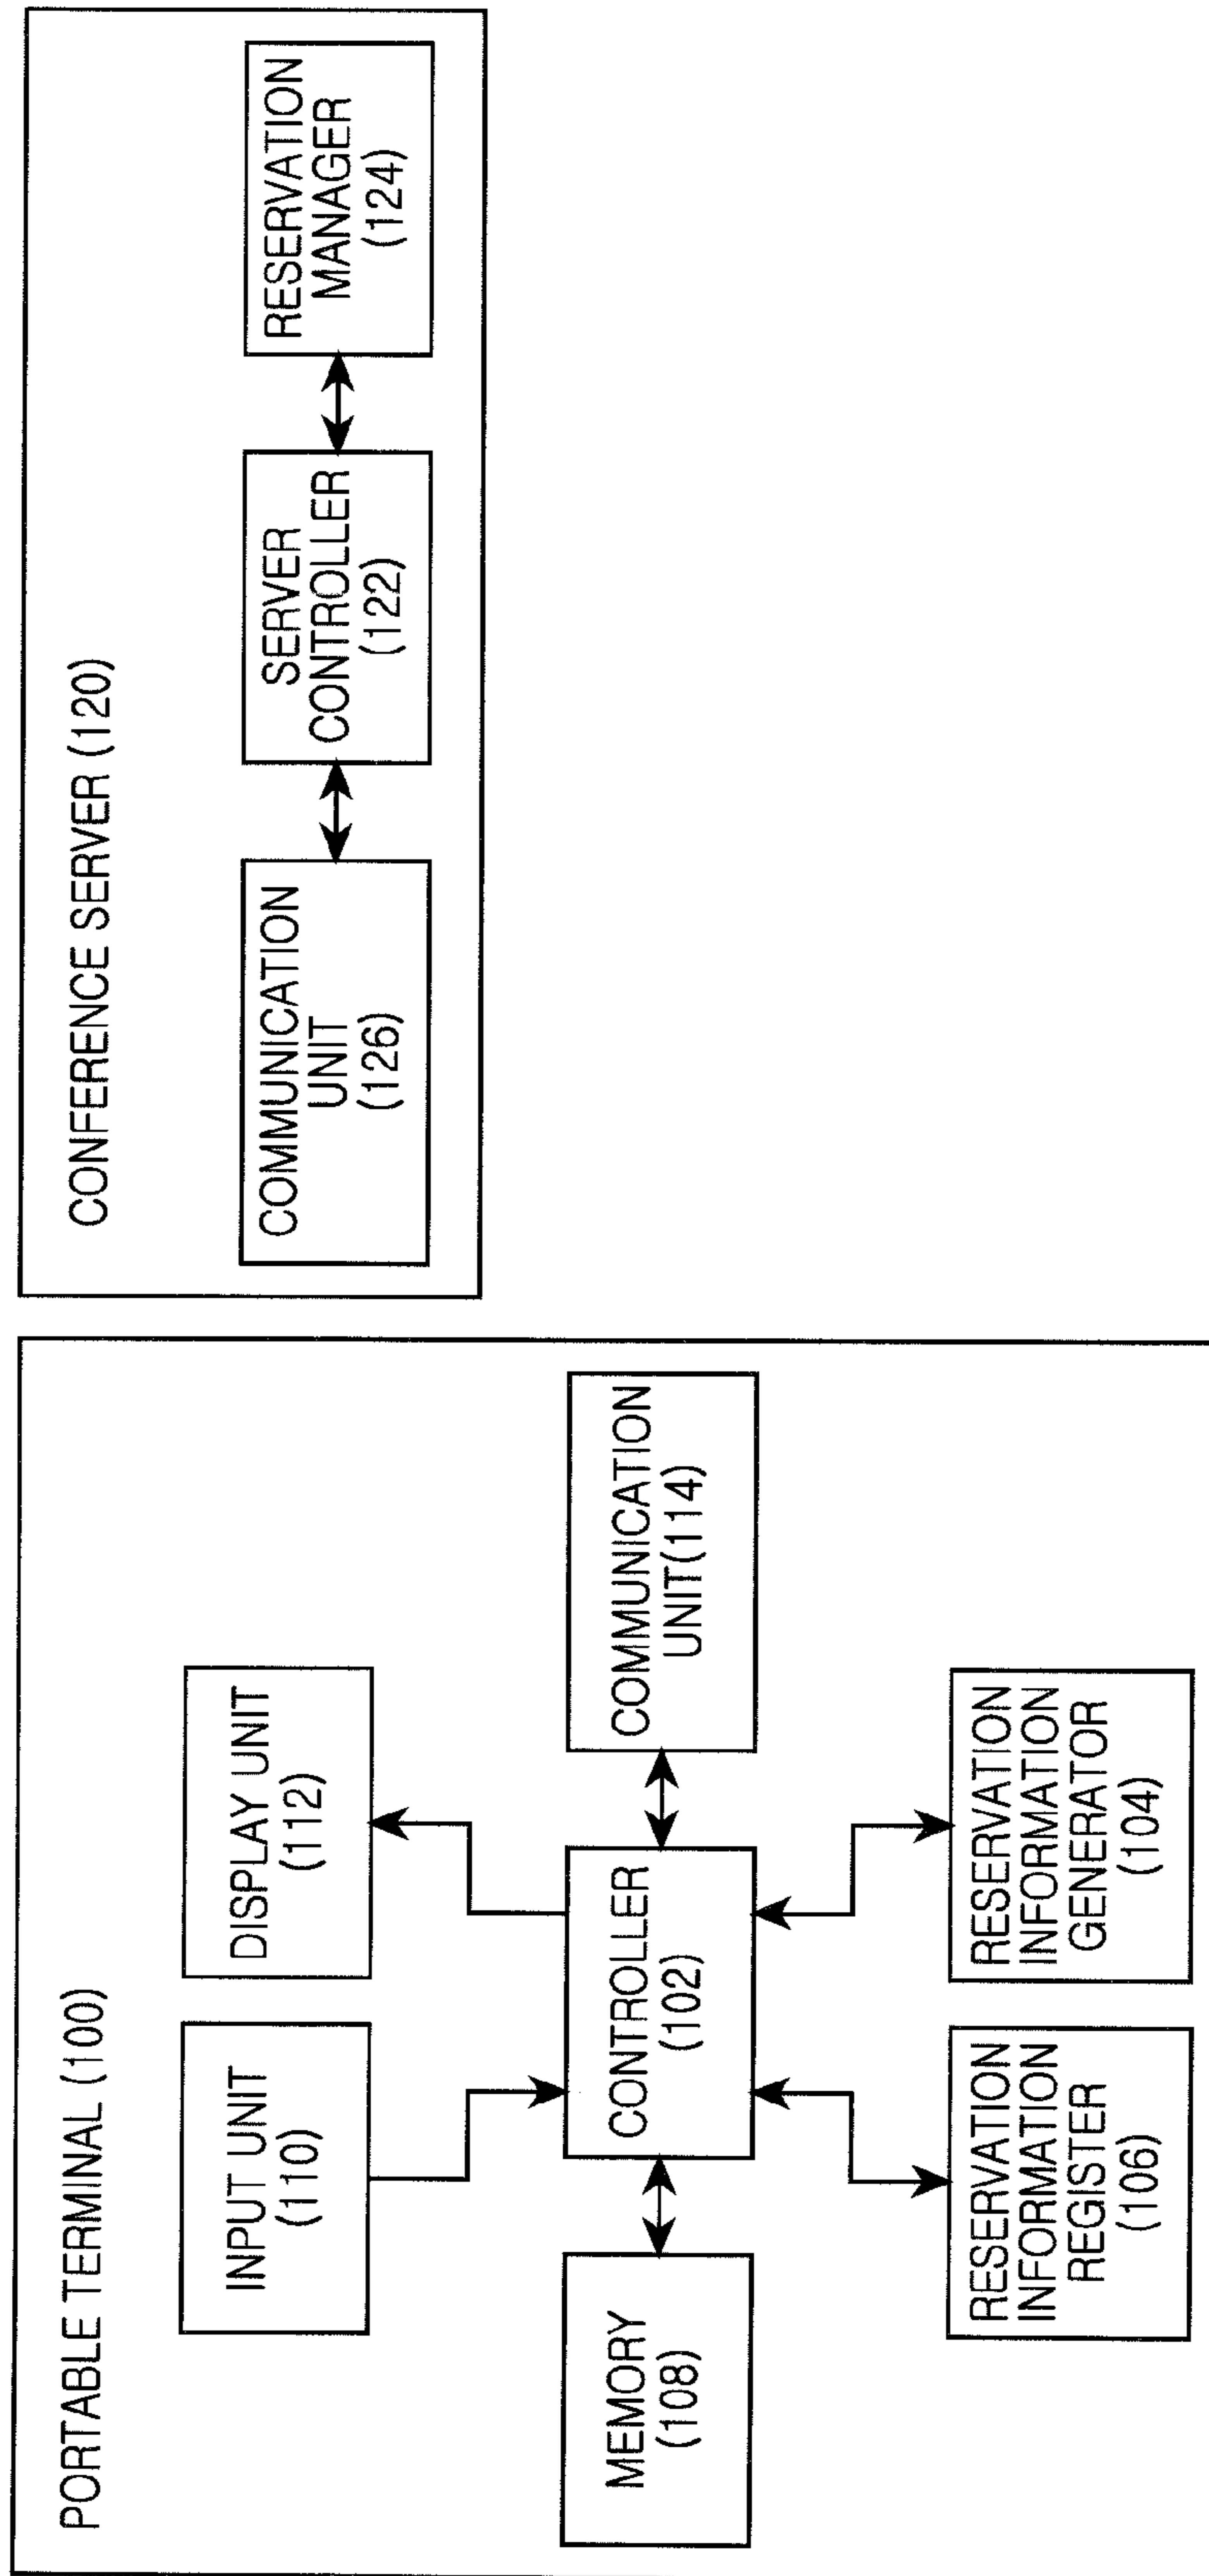 PORTABLE TERMINAL (100)
INPUT UNIT
(110)
DISPLAY UNIT
(112)
MEMORY
(108)
CONTROLLER
(102)
COMMUNICATION
UNIT(114)
RESERVATION
INFORMATION
REGISTER
(106)
RESERVATION
INFORMATION
GENERATOR
(104)
CONFERENCE SERVER (120)
COMMUNICATION
UNIT
(126)
SERVER
CONTROLLER
(122)
RESERVATION
MANAGER
(124)